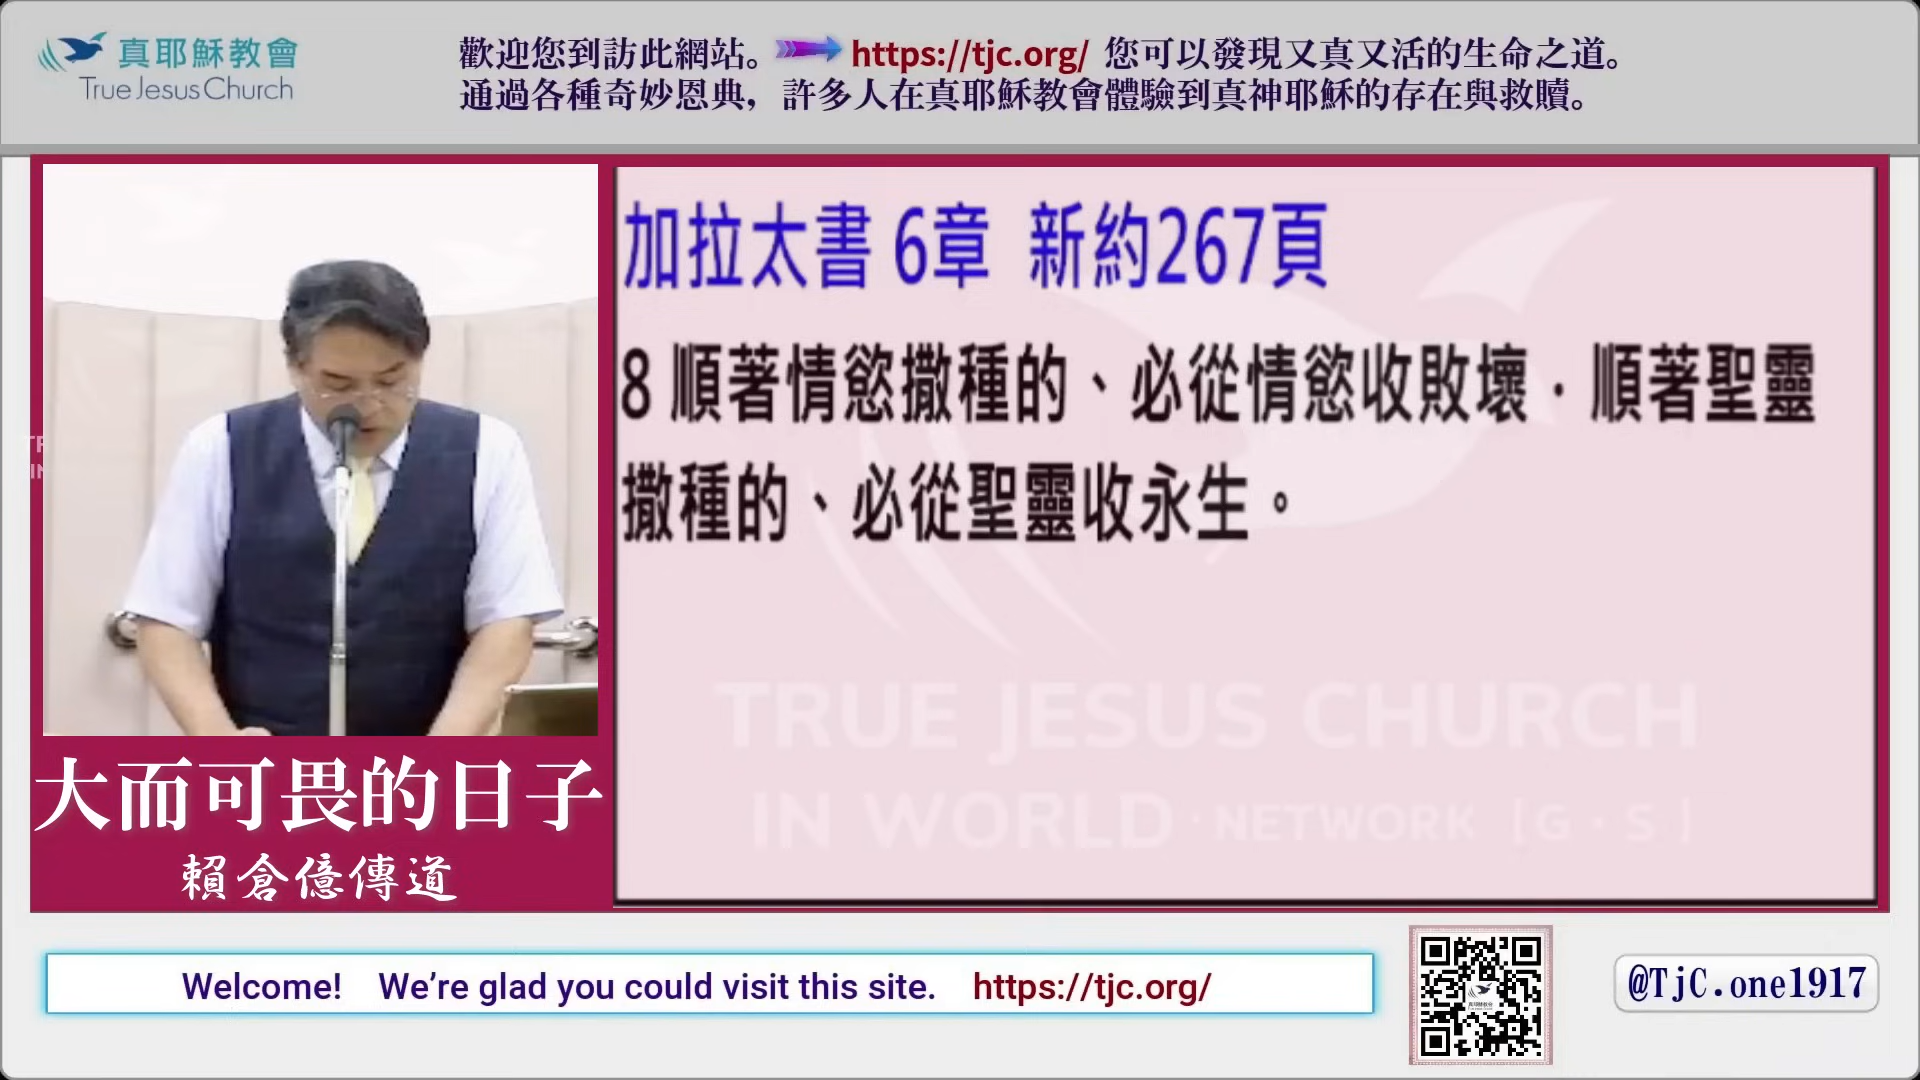 真耶穌教會
True Jesus Church
歡迎您到訪此網站。 https://tjc.org/ 您可以發現又真又活的生命之道。
通過各種奇妙恩典，許多人在真耶穌教會體驗到真神耶穌的存在與救贖。
加拉太書 6章 新約267頁
8 順著情慾撒種的、必從情慾收敗壞．順著聖靈
撒種的、必從聖靈收永生。
TRUE JESUS CHURCH
IN WORLD · NETWORK [G · S]
大而可畏的日子
賴倉億傳道
Welcome! We’re glad you could visit this site. https://tjc.org/
@TjC.one1917